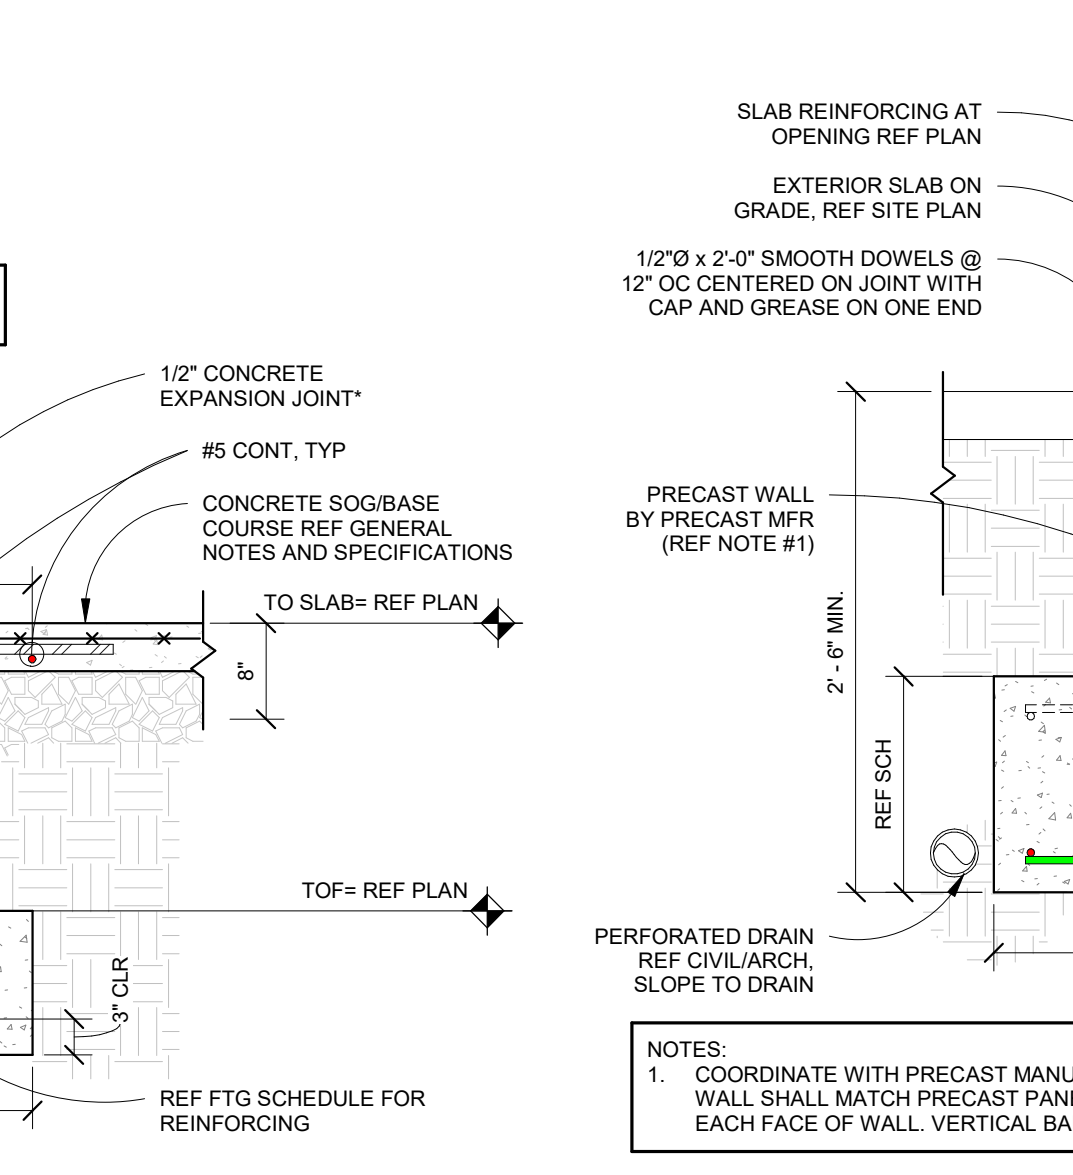 1/2" CONCRETE
EXPANSION JOINT*
#5 CONT, TYP
CONCRETE SOG/BASE
COURSE REF GENERAL
NOTES AND SPECIFICATIONS
TO SLAB= REF PLAN
8"
TOF= REF PLAN
3" CLR
REF FTG SCHEDULE FOR
REINFORCING
SLAB REINFORCING AT
OPENING REF PLAN
EXTERIOR SLAB ON
GRADE, REF SITE PLAN
1/2"Ø x 2'-0" SMOOTH DOWELS @
12" OC CENTERED ON JOINT WITH
CAP AND GREASE ON ONE END
PRECAST WALL
BY PRECAST MFR
(REF NOTE #1)
2' - 6" MIN.
REF SCH
PERFORATED DRAIN
REF CIVIL/ARCH,
SLOPE TO DRAIN
NOTES:
1. COORDINATE WITH PRECAST
WALL SHALL MATCH PRECAST
EACH FACE OF WALL. VERTICAL